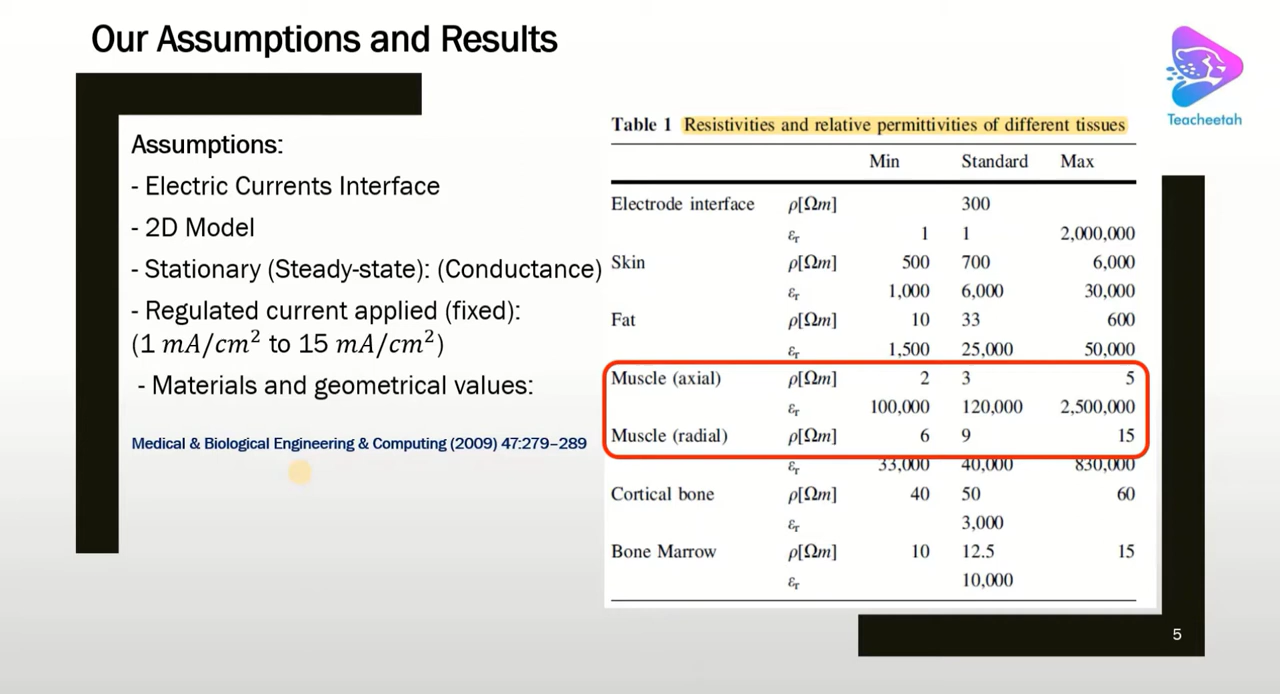 Our Assumptions and Results
Teacheetah
Assumptions:
- Electric Currents Interface
- 2D Model
- Stationary (Steady-state): (Conductance)
- Regulated current applied (fixed):
(1 mA/cm² to 15 mA/cm²)
- Materials and geometrical values:
Medical & Biological Engineering & Computing (2009) 47:279–289
Table 1 Resistivities and relative permittivities of different tissues
Min Standard Max
Electrode interface ρ[Ωm] 300
εr 1 1 2,000,000
Skin ρ[Ωm] 500 700 6,000
εr 1,000 6,000 30,000
Fat ρ[Ωm] 10 33 600
εr 1,500 25,000 50,000
Muscle (axial) ρ[Ωm] 2 3 5
εr 100,000 120,000 2,500,000
Muscle (radial) ρ[Ωm] 6 9 15
εr 33,000 40,000 830,000
Cortical bone ρ[Ωm] 40 50 60
εr 3,000
Bone Marrow ρ[Ωm] 10 12.5 15
εr 10,000
5